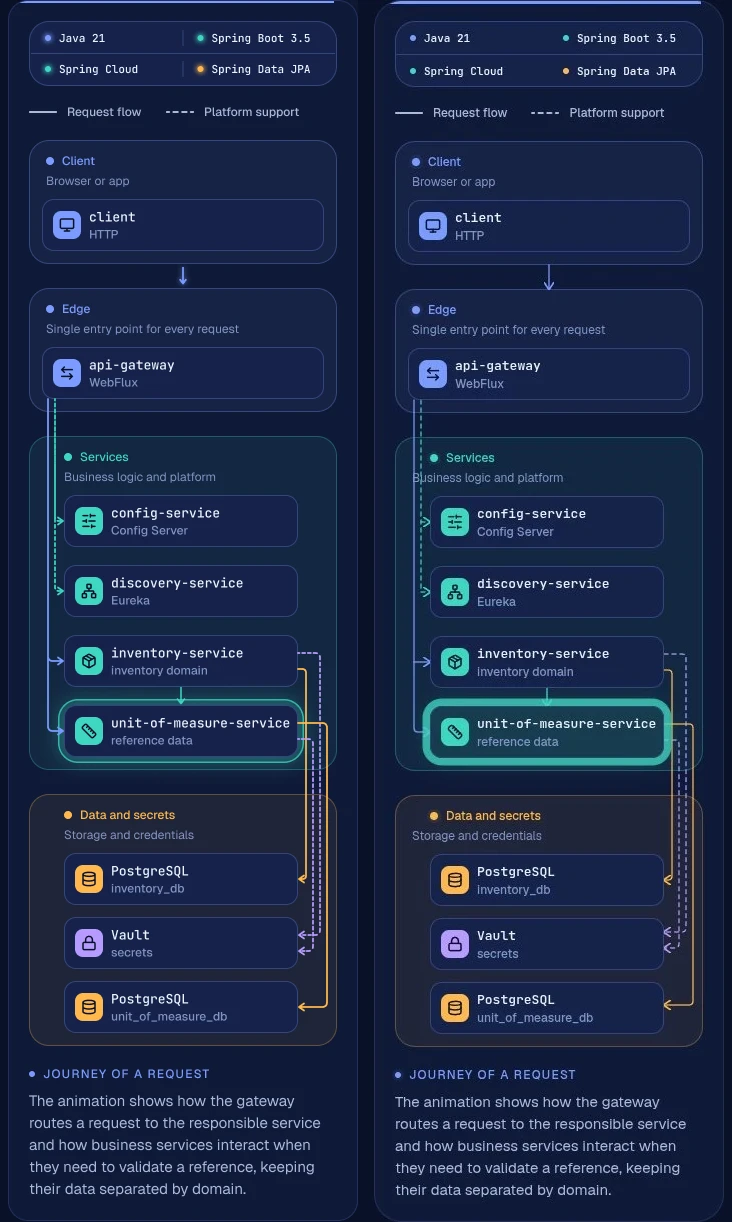 Java 21
Spring Boot 3.5
Spring Cloud
Spring Data JPA
Request flow
Platform support
Client
Browser or app
client
HTTP
Edge
Single entry point for every request
api-gateway
WebFlux
Services
Business logic and platform
config-service
Config Server
discovery-service
Eureka
inventory-service
inventory domain
unit-of-measure-service
reference data
Data and secrets
Storage and credentials
PostgreSQL
inventory_db
Vault
secrets
PostgreSQL
unit_of_measure_db
JOURNEY OF A REQUEST
The animation shows how the gateway
routes a request to the responsible service
and how business services interact when
they need to validate a reference, keeping
their data separated by domain.
Java 21
Spring Boot 3.5
Spring Cloud
Spring Data JPA
Request flow
Platform support
Client
Browser or app
client
HTTP
Edge
Single entry point for every request
api-gateway
WebFlux
Services
Business logic and platform
config-service
Config Server
discovery-service
Eureka
inventory-service
inventory domain
unit-of-measure-service
reference data
Data and secrets
Storage and credentials
PostgreSQL
inventory_db
Vault
secrets
PostgreSQL
unit_of_measure_db
JOURNEY OF A REQUEST
The animation shows how the gateway
routes a request to the responsible service
and how business services interact when
they need to validate a reference, keeping
their data separated by domain.